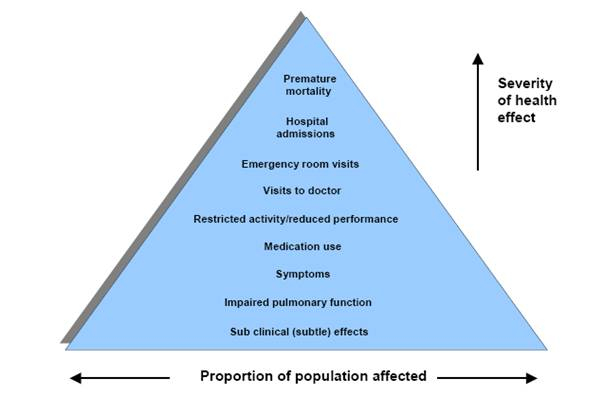 Premature
mortality
Severity
of health
effect
Hospital
admissions
Emergency room visits
Visits to doctor
Restricted activity/reduced performance
Medication use
Symptoms
Impaired pulmonary function
Sub clinical (subtle) effects
Proportion of population affected